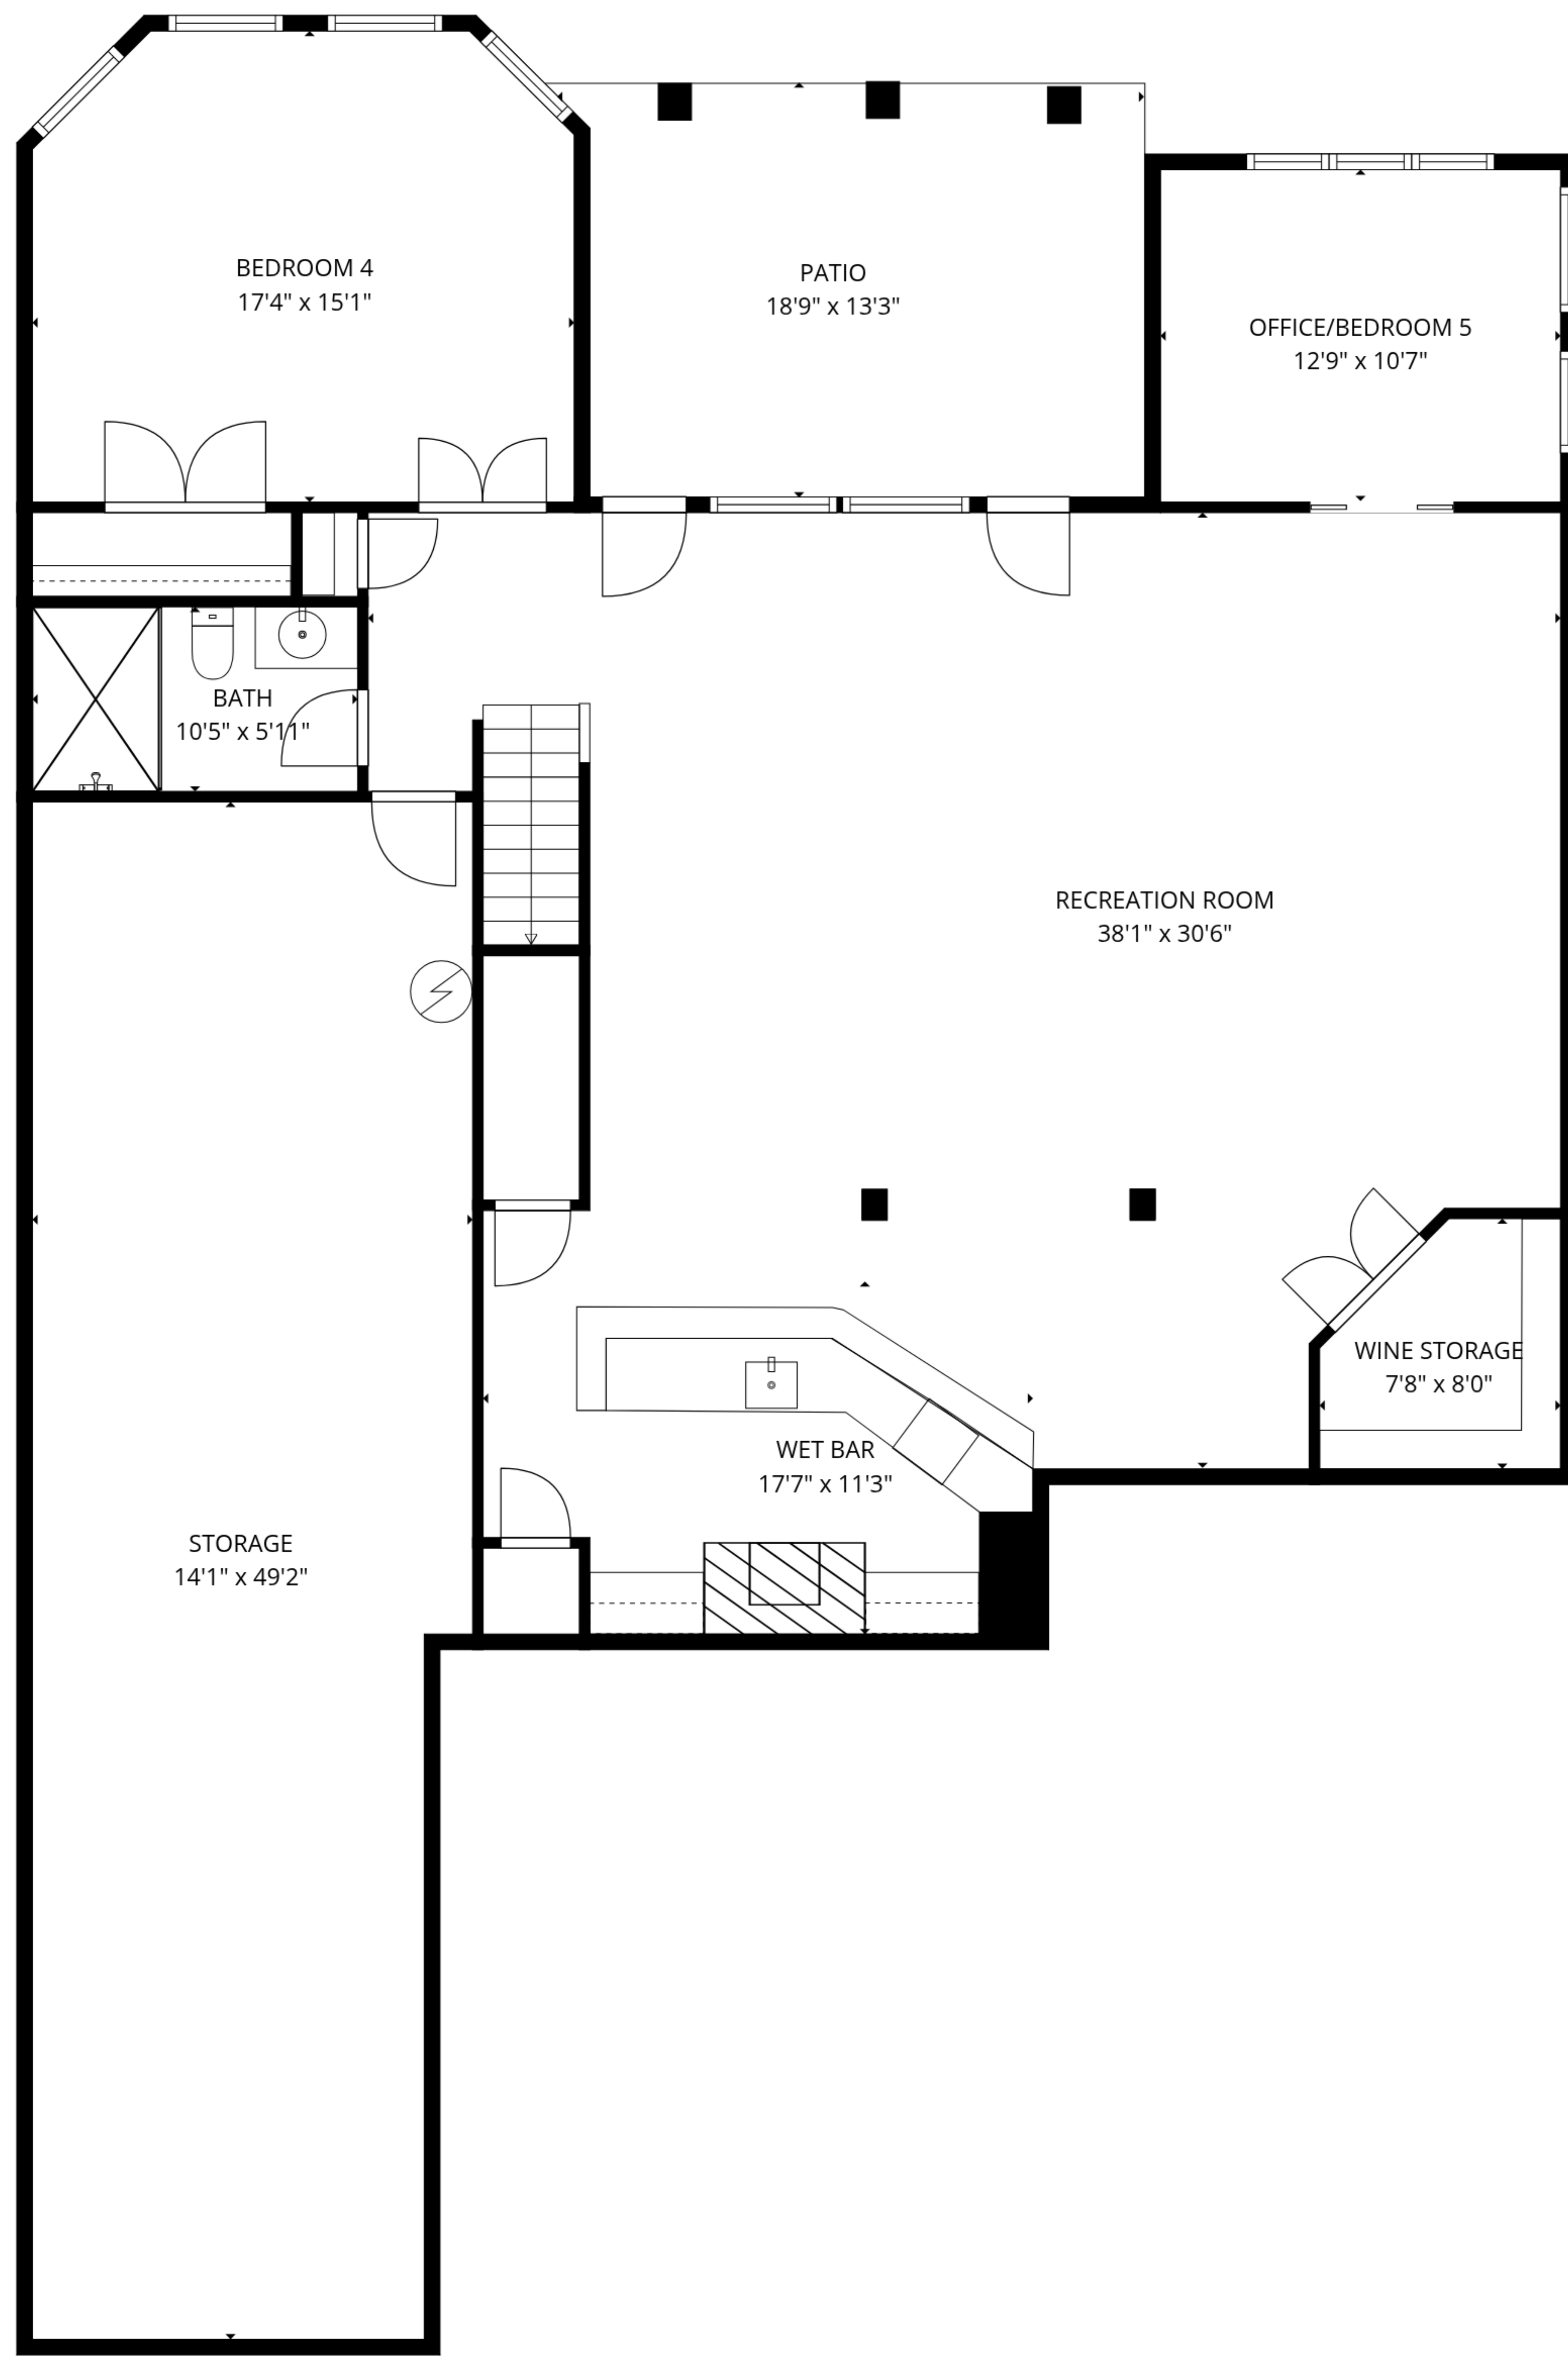 BEDROOM 4
17'4" x 15'1"
PATIO
18'9" x 13'3"
OFFICE/BEDROOM 5
12'9" x 10'7"
BATH
10'5" x 5'11"
RECREATION ROOM
38'1" x 30'6"
WINE STORAGE
7'8" x 8'0"
WET BAR
17'7" x 11'3"
STORAGE
14'1" x 49'2"